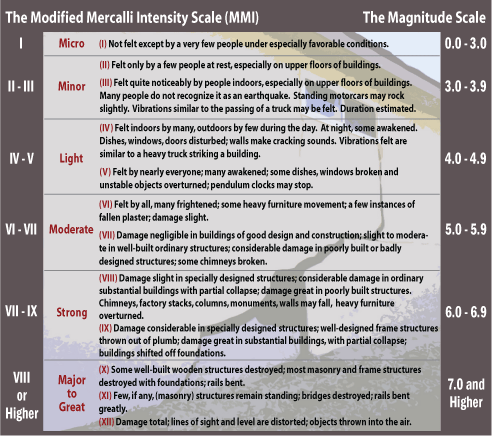 The Modified Mercalli Intensity Scale (MMI)
The Magnitude Scale
I
Micro
(I) Not felt except by a very few people under especially favorable conditions.
0.0 - 3.0
II - III
Minor
(II) Felt only by a few people at rest, especially on upper floors of buildings.
(III) Felt quite noticeably by people indoors, especially on upper floors of buildings.
Many people do not recognize it as an earthquake. Standing motorcars may rock
slightly. Vibrations similar to the passing of a truck may be felt. Duration estimated.
3.0 - 3.9
IV - V
Light
(IV) Felt indoors by many, outdoors by few during the day. At night, some awakened.
Dishes, windows, doors disturbed; walls make cracking sounds. Vibrations felt are
similar to a heavy truck striking a building.
(V) Felt by nearly everyone; many awakened; some dishes, windows broken and
unstable objects overturned; pendulum clocks may stop.
4.0 - 4.9
VI - VII
Moderate
(VI) Felt by all, many frightened; some heavy furniture movement; a few instances of
fallen plaster; damage slight.
(VII) Damage negligible in buildings of good design and construction; slight to modera-
te in well-built ordinary structures; considerable damage in poorly built or badly
designed structures; some chimneys broken.
5.0 - 5.9
VII - IX
Strong
(VIII) Damage slight in specially designed structures; considerable damage in ordinary
substantial buildings with partial collapse; damage great in poorly built structures.
Chimneys, factory stacks, columns, monuments, walls may fall, heavy furniture
overturned.
(IX) Damage considerable in specially designed structures; well-designed frame structures
thrown out of plumb; damage great in substantial buildings, with partial collapse;
buildings shifted off foundations.
6.0 - 6.9
VIII
or
Higher
Major
to
Great
(X) Some well-built wooden structures destroyed; most masonry and frame structures
destroyed with foundations; rails bent.
(XI) Few, if any, (masonry) structures remain standing; bridges destroyed; rails bent
greatly.
(XII) Damage total; lines of sight and level are distorted; objects thrown into the air.
7.0 and
Higher